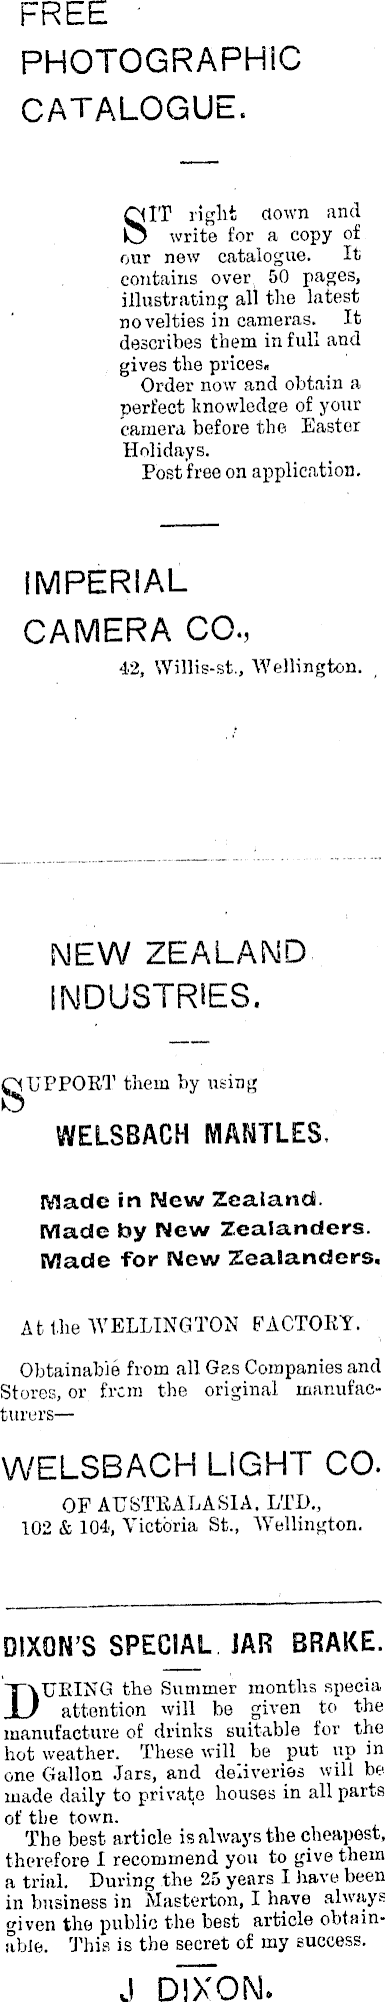 FREE
PHOTOGRAPHIC
CATALOGUE.
SIT right down and
write for a copy of
our new catalogue. It
contains over 50 pages,
illustrating all the latest
novelties in cameras. It
describes them in full and
gives the prices.
Order now and obtain a
perfect knowledge of your
camera before the Easter
Holidays.
Post free on application.
IMPERIAL
CAMERA CO.,
42, Willis-st., Wellington.
NEW ZEALAND
INDUSTRIES.
SUPPORT them by using
WELSBACH MANTLES.
Made in New Zealand.
Made by New Zealanders.
Made for New Zealanders.
At the WELLINGTON FACTORY.
Obtainable from all Gas Companies and
Stores, or from the original manufac-
turers—
WELSBACH LIGHT CO.
OF AUSTRALASIA, LTD.,
102 & 104, Victoria St., Wellington.
DIXON'S SPECIAL JAR BRAKE.
DURING the Summer months specia
attention will be given to the
manufacture of drinks suitable for the
hot weather. These will be put up in
one Gallon Jars, and deliveries will be
made daily to private houses in all parts
of the town.
The best article is always the cheapest,
therefore I recommend you to give them
a trial. During the 25 years I have been
in business in Masterton, I have always
given the public the best article obtain-
able. This is the secret of my success.
J DIXON.